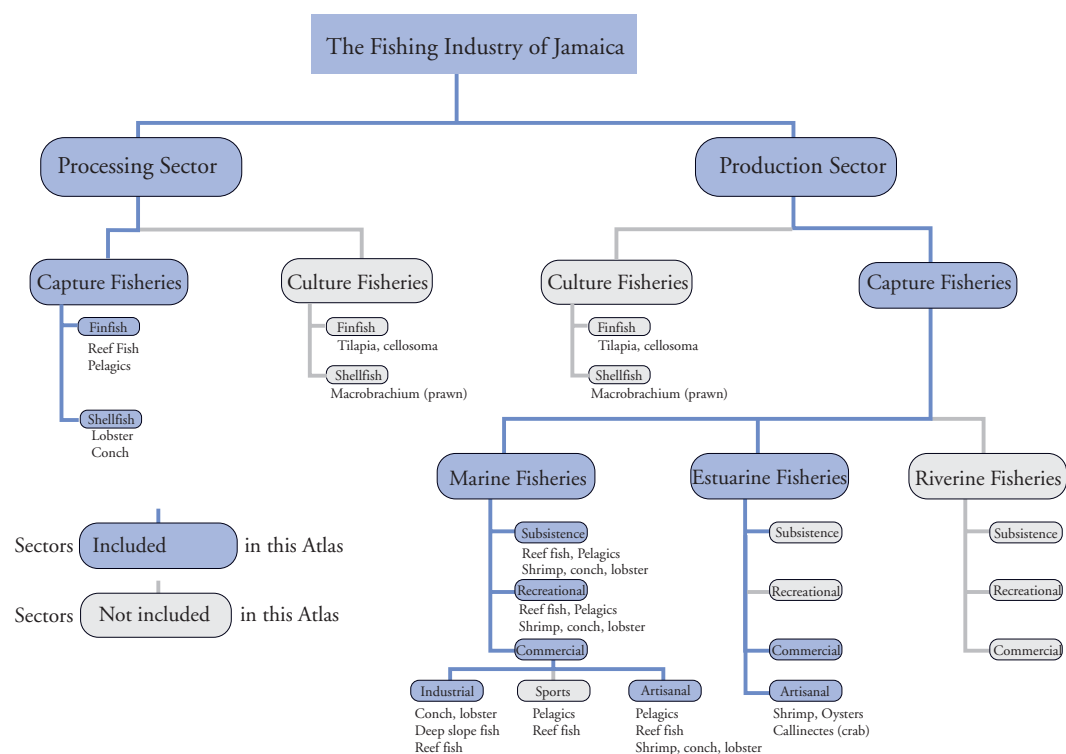 The Fishing Industry of Jamaica
Processing Sector
Production Sector
Capture Fisheries
Culture Fisheries
Culture Fisheries
Capture Fisheries
Finfish
Reef Fish
Pelagics
Shellfish
Lobster
Conch
Finfish
Tilapia, cellosoma
Shellfish
Macrobrachium (prawn)
Finfish
Tilapia, cellosoma
Shellfish
Macrobrachium (prawn)
Marine Fisheries
Estuarine Fisheries
Riverine Fisheries
Subsistence
Reef fish, Pelagics
Shrimp, conch, lobster
Recreational
Reef fish, Pelagics
Shrimp, conch, lobster
Commercial
Industrial
Conch, lobster
Deep slope fish
Reef fish
Sports
Pelagics
Reef fish
Artisanal
Pelagics
Reef fish
Shrimp, conch, lobster
Subsistence
Recreational
Commercial
Artisanal
Shrimp, Oysters
Callinectes (crab)
Subsistence
Recreational
Commercial
Sectors Included in this Atlas
Sectors Not included in this Atlas